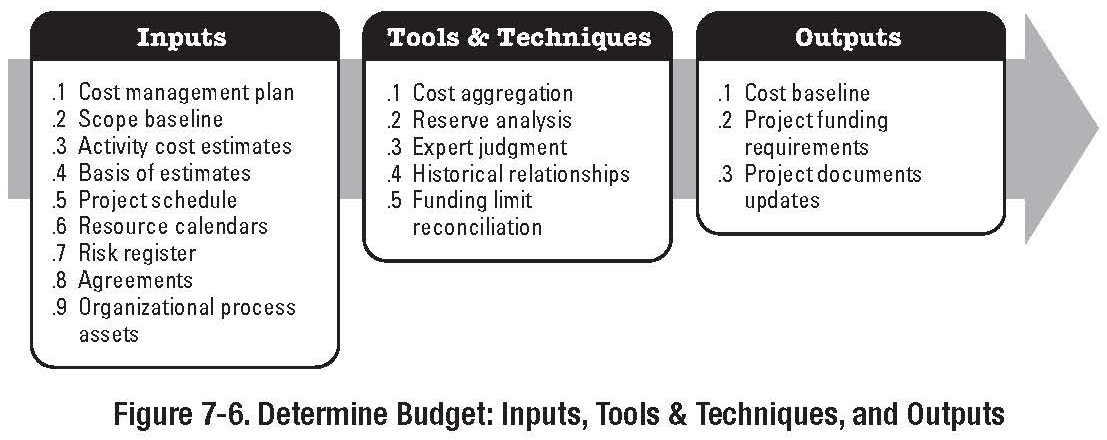 Inputs
.1 Cost management plan
.2 Scope baseline
.3 Activity cost estimates
.4 Basis of estimates
.5 Project schedule
.6 Resource calendars
.7 Risk register
.8 Agreements
.9 Organizational process
assets
Tools & Techniques
.1 Cost aggregation
.2 Reserve analysis
.3 Expert judgment
.4 Historical relationships
.5 Funding limit
reconciliation
Outputs
.1 Cost baseline
.2 Project funding
requirements
.3 Project documents
updates
Figure 7-6. Determine Budget: Inputs, Tools & Techniques, and Outputs